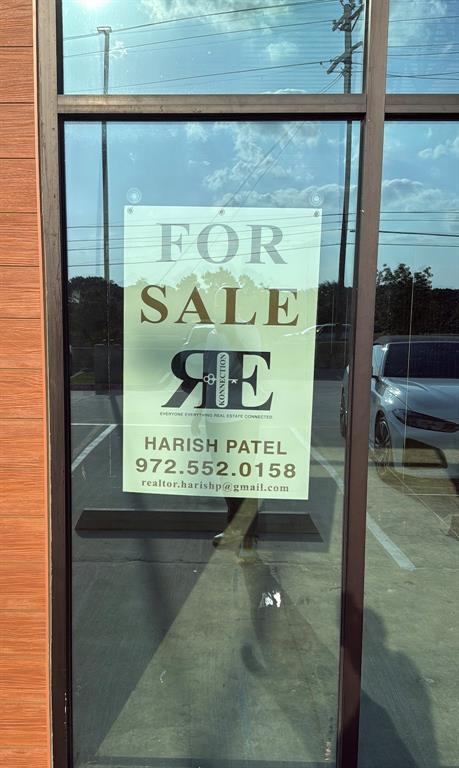 FOR
SALE
RE
KONNECTION
EVERYONE EVERYTHING REAL ESTATE CONNECTED
HARISH PATEL
972.552.0158
realtor.harishp@gmail.com